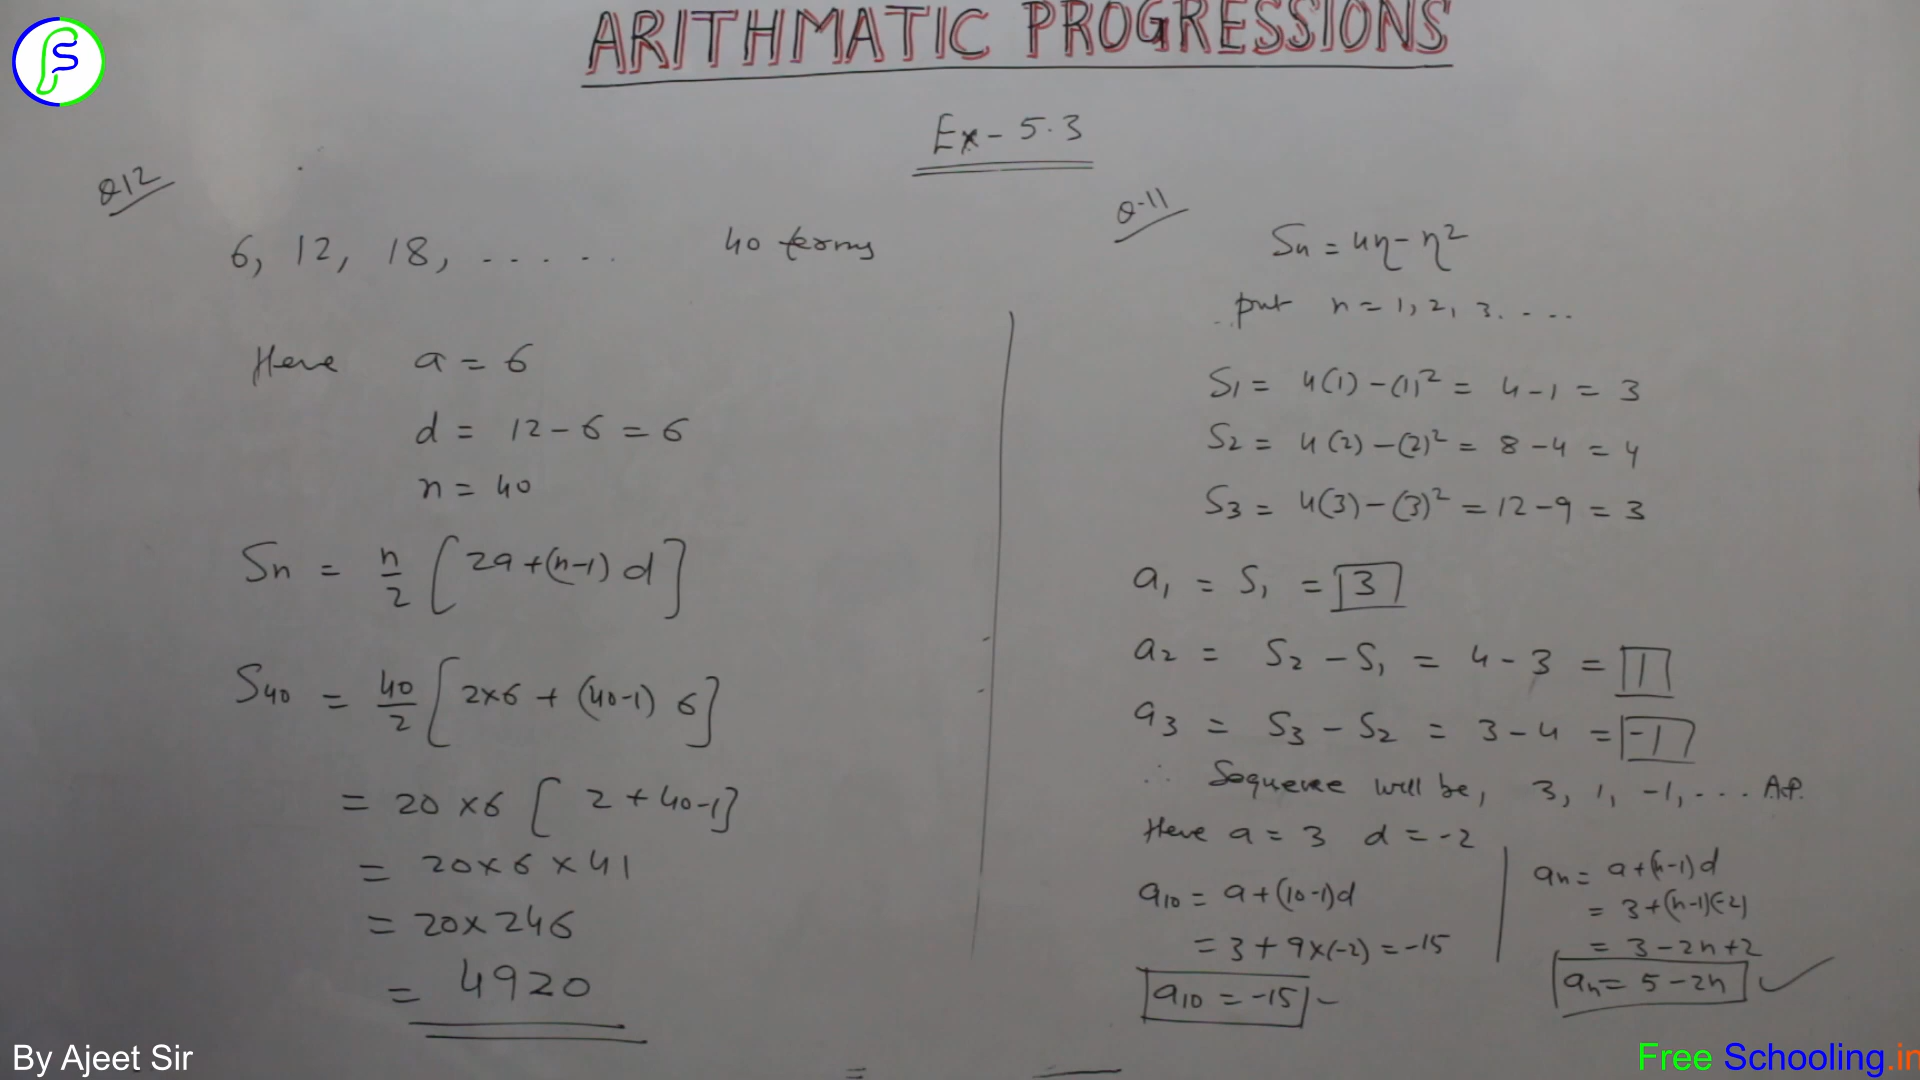 ARITHMATIC PROGRESSIONS
Ex - 5.3
Q12
6, 12, 18, ..... 40 terms
Here a = 6
d = 12 - 6 = 6
n = 40
Sn = n/2 [2a + (n-1) d]
S40 = 40/2 [2x6 + (40-1) 6]
= 20 x 6 [2 + 40 - 1]
= 20 x 6 x 41
= 20 x 246
= 4920
Q-11
Sn = 4n - n²
put n = 1, 2, 3. ...
S1 = 4(1) - (1)² = 4 - 1 = 3
S2 = 4(2) - (2)² = 8 - 4 = 4
S3 = 4(3) - (3)² = 12 - 9 = 3
a1 = S1 = 3
a2 = S2 - S1 = 4 - 3 = 1
a3 = S3 - S2 = 3 - 4 = -1
∴ Sequence will be, 3, 1, -1, .... A.P.
Here a = 3 d = -2
a10 = a + (10-1)d
= 3 + 9 x (-2) = -15
a10 = -15
an = a + (n-1)d
= 3 + (n-1)(-2)
= 3 - 2n + 2
an = 5 - 2n
By Ajeet Sir
Free Schooling.in